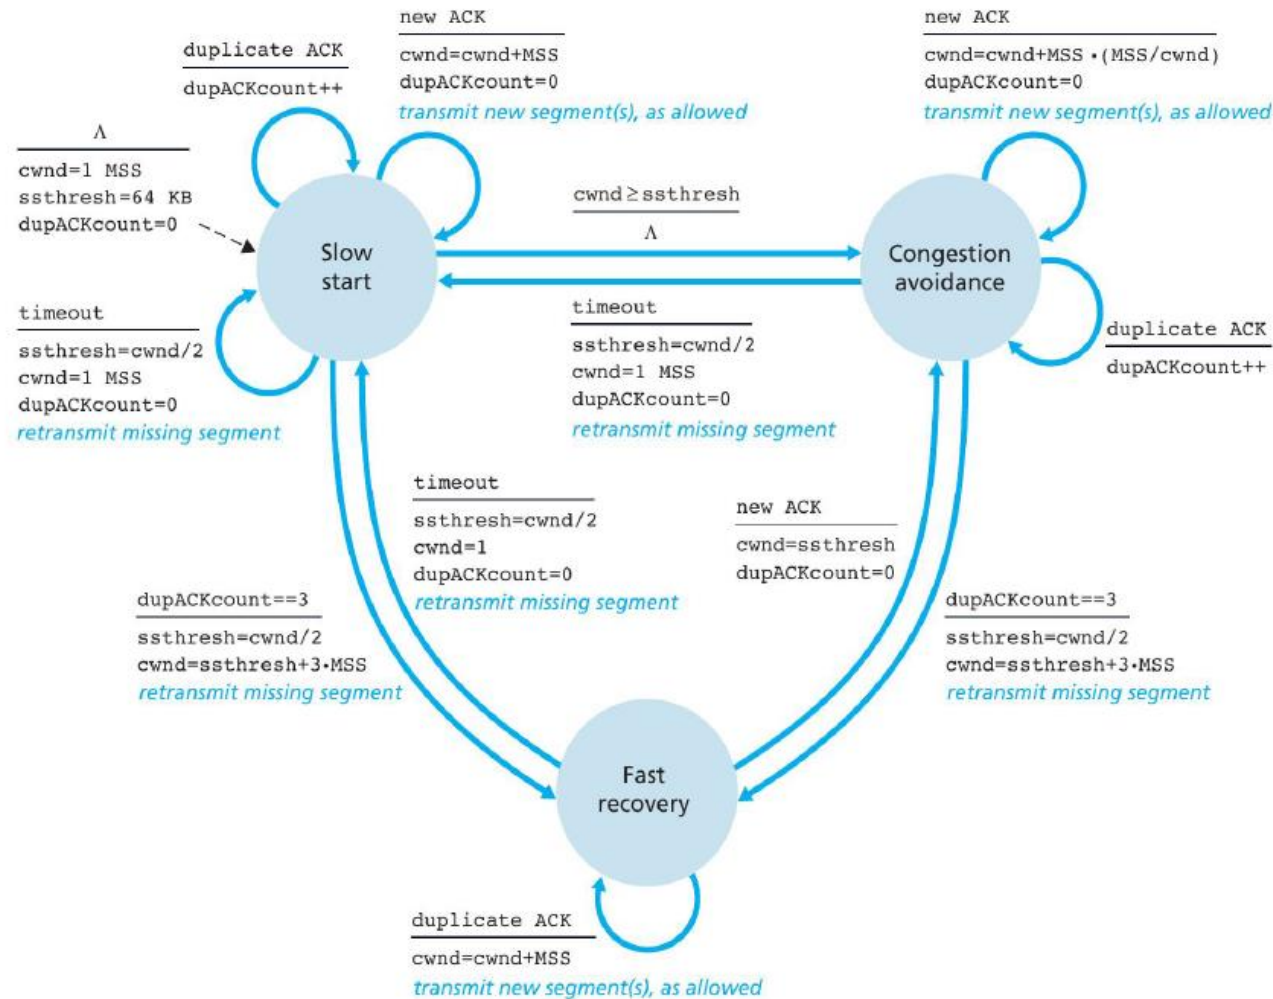 new ACK
cwnd=cwnd+MSS
dupACKcount=0
transmit new segment(s), as allowed
new ACK
cwnd=cwnd+MSS •(MSS/cwnd)
dupACKcount=0
transmit new segment(s), as allowed
duplicate ACK
dupACKcount++
Λ
cwnd=1 MSS
ssthresh=64 KB
dupACKcount=0
cwnd≥ssthresh
Λ
Slow
start
Congestion
avoidance
timeout
ssthresh=cwnd/2
cwnd=1 MSS
dupACKcount=0
retransmit missing segment
timeout
ssthresh=cwnd/2
cwnd=1 MSS
dupACKcount=0
retransmit missing segment
duplicate ACK
dupACKcount++
timeout
ssthresh=cwnd/2
cwnd=1
dupACKcount=0
retransmit missing segment
new ACK
cwnd=ssthresh
dupACKcount=0
dupACKcount==3
ssthresh=cwnd/2
cwnd=ssthresh+3•MSS
retransmit missing segment
dupACKcount==3
ssthresh=cwnd/2
cwnd=ssthresh+3•MSS
retransmit missing segment
Fast
recovery
duplicate ACK
cwnd=cwnd+MSS
transmit new segment(s), as allowed